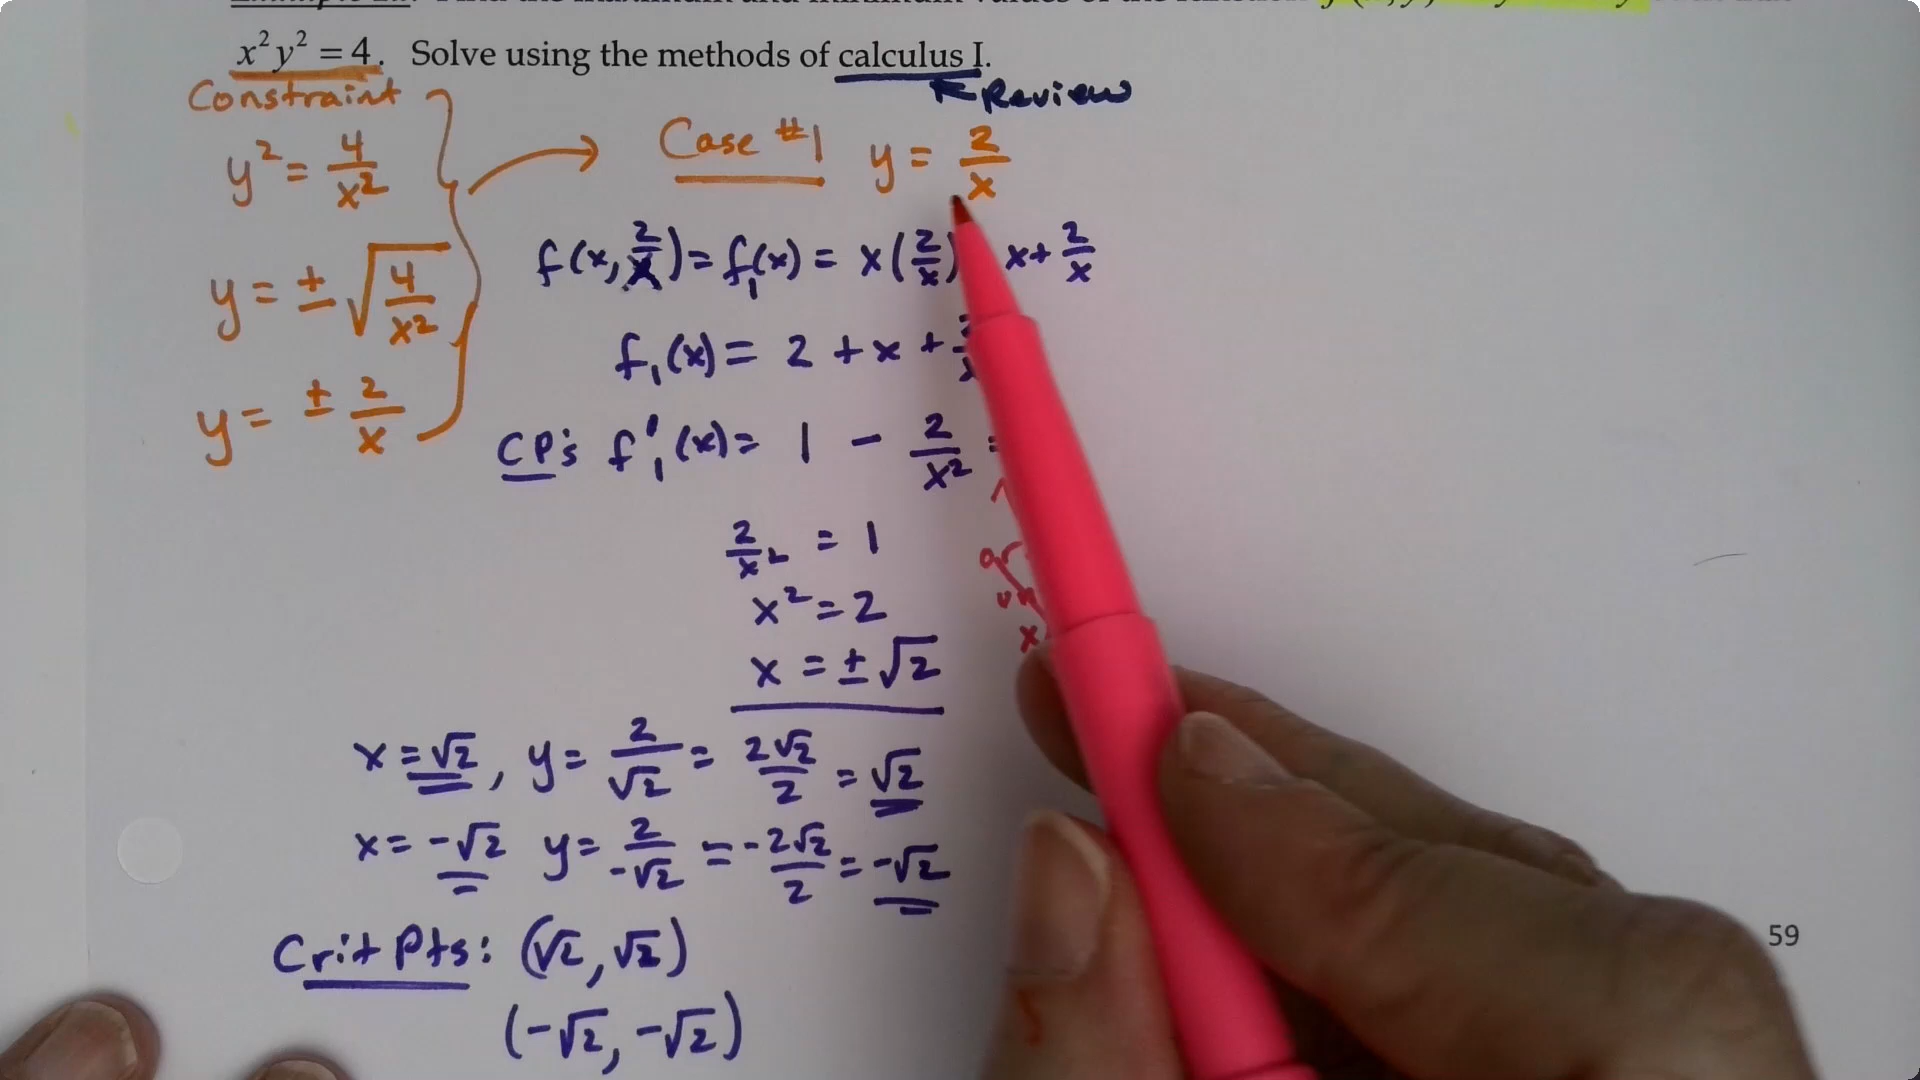 x²y² = 4. Solve using the methods of calculus I.
Review
Constraint
y² = 4/x²
y = ± √(4/x²)
y = ± 2/x
Case #1 y = 2/x
f(x, 2/x) = f₁(x) = x(2/x) x + 2/x
f₁(x) = 2 + x +
CP's f₁'(x) = 1 - 2/x² =
2/x² = 1
x² = 2
x = ±√2
x = √2, y = 2/√2 = 2√2/2 = √2
x = -√2 y = 2/-√2 = -2√2/2 = -√2
Crit Pts: (√2, √2)
(-√2, -√2)
59